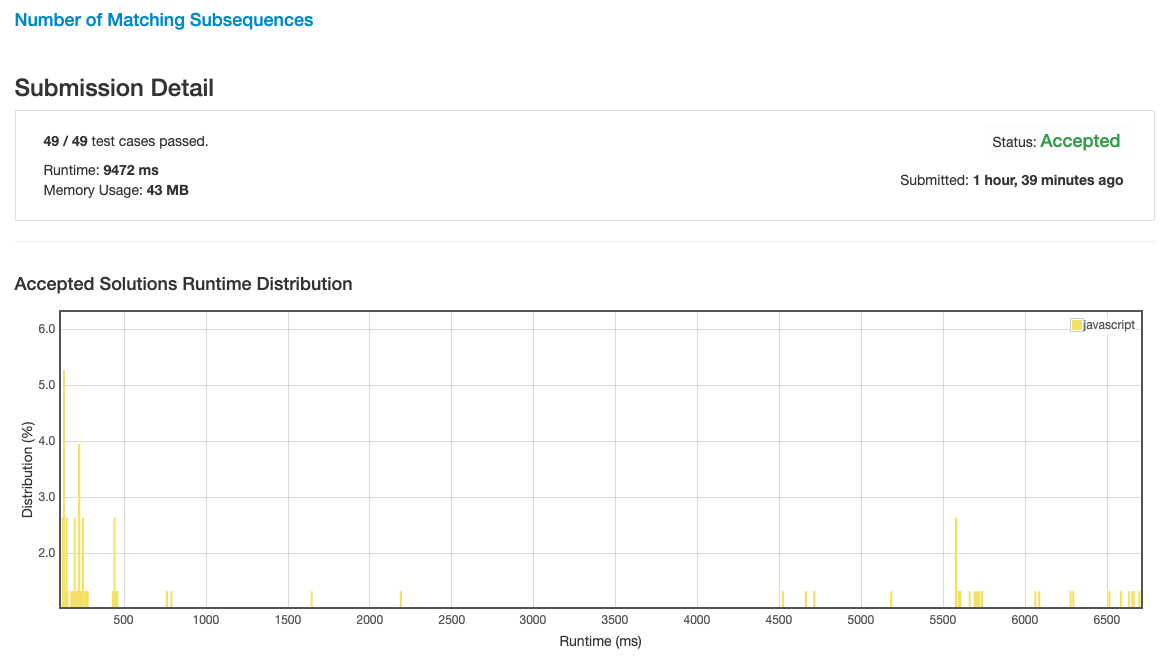 Number of Matching Subsequences
Submission Detail
49 / 49 test cases passed.
Status: Accepted
Runtime: 9472 ms
Memory Usage: 43 MB
Submitted: 1 hour, 39 minutes ago
Accepted Solutions Runtime Distribution
javascript
6.0
5.0
4.0
3.0
2.0
Distribution (%)
500 1000 1500 2000 2500 3000 3500 4000 4500 5000 5500 6000 6500
Runtime (ms)